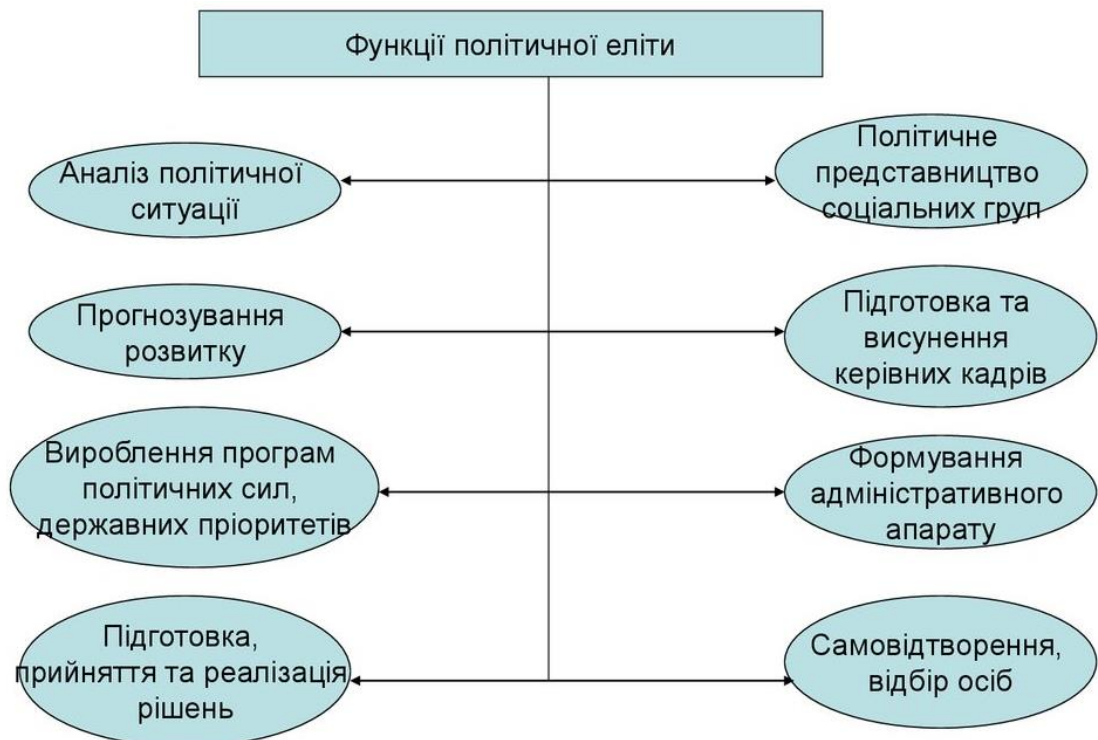 Функції політичної еліти
Аналіз політичної
ситуації
Політичне
представництво
соціальних груп
Прогнозування
розвитку
Підготовка та
висунення
керівних кадрів
Вироблення програм
політичних сил,
державних пріоритетів
Формування
адміністративного
апарату
Підготовка,
прийняття та реалізація
рішень
Самовідтворення,
відбір осіб